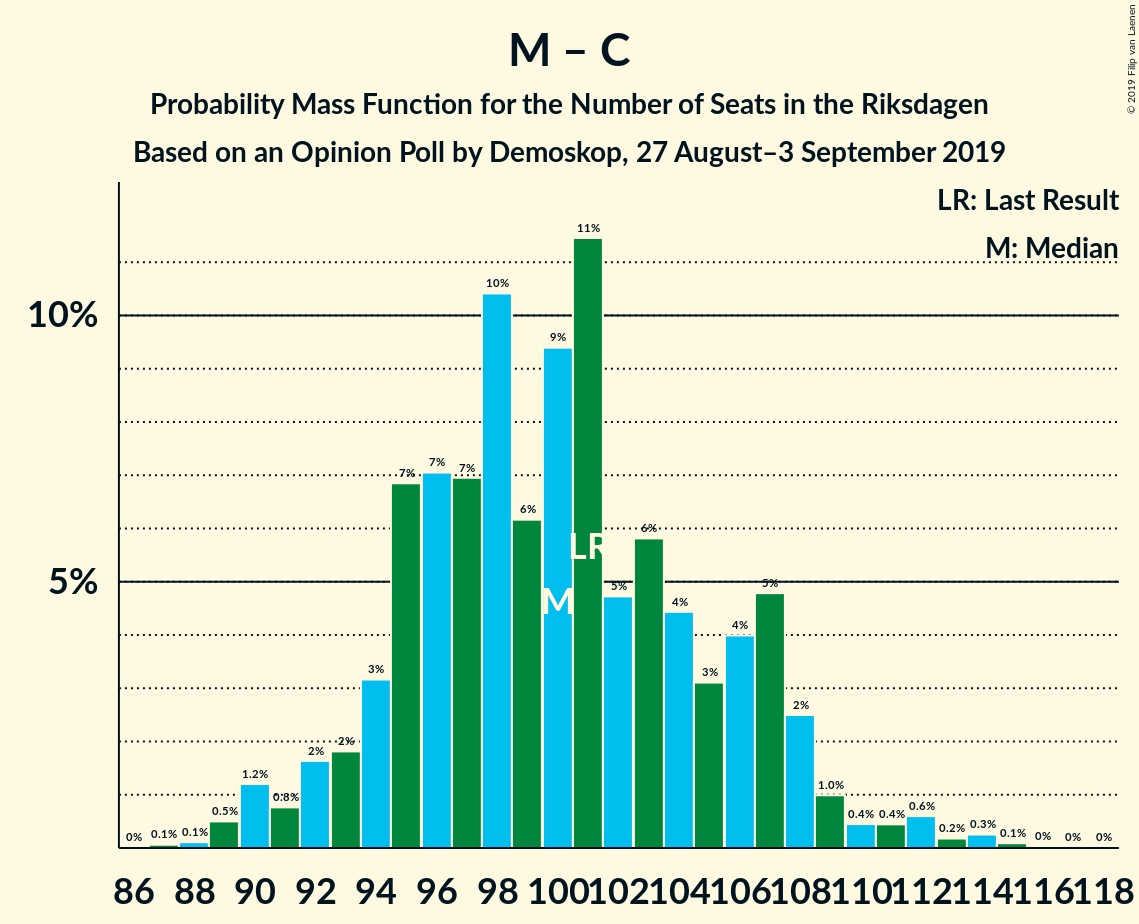 M – C
Probability Mass Function for the Number of Seats in the Riksdagen
Based on an Opinion Poll by Demoskop, 27 August–3 September 2019
© 2019 Filip van Laenen
LR: Last Result
M: Median
10%
5%
0% 0.1% 0.1% 0.5% 1.2% 0.8% 2% 2% 3% 7% 7% 7% 10% 6% 9% 11% 5% 6% 4% 3% 4% 5% 2% 1.0% 0.4% 0.4% 0.6% 0.2% 0.3% 0.1% 0% 0% 0%
LR
M
86 88 90 92 94 96 98 100 102 104 106 108 110 112 114 116 118